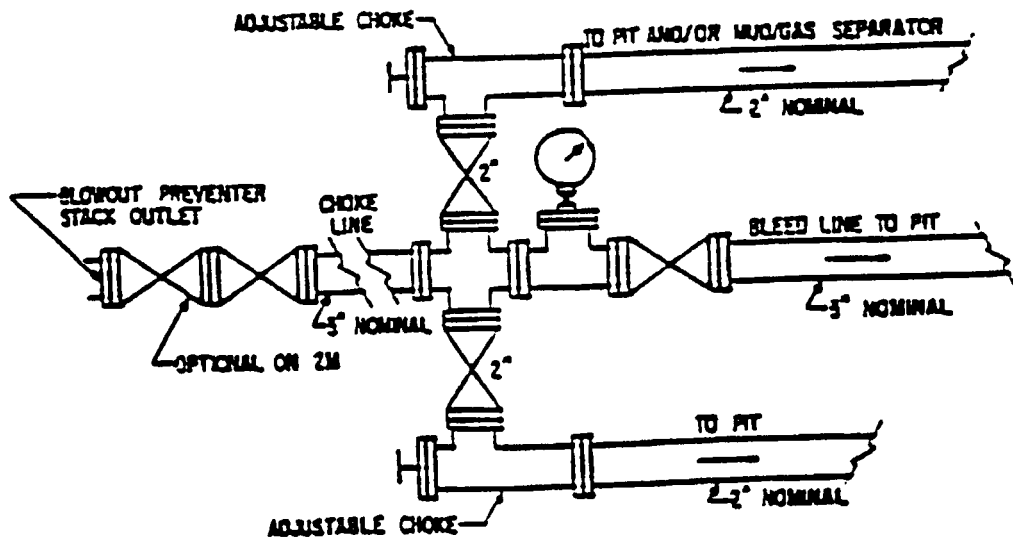 ADJUSTABLE CHOKE
TO PIT AND/OR MUD/GAS SEPARATOR
2" NOMINAL
2"
BLOWOUT PREVENTER
STACK OUTLET
CHOKE
LINE
BLEED LINE TO PIT
3" NOMINAL
3" NOMINAL
OPTIONAL ON 2M
2"
TO PIT
2" NOMINAL
ADJUSTABLE CHOKE